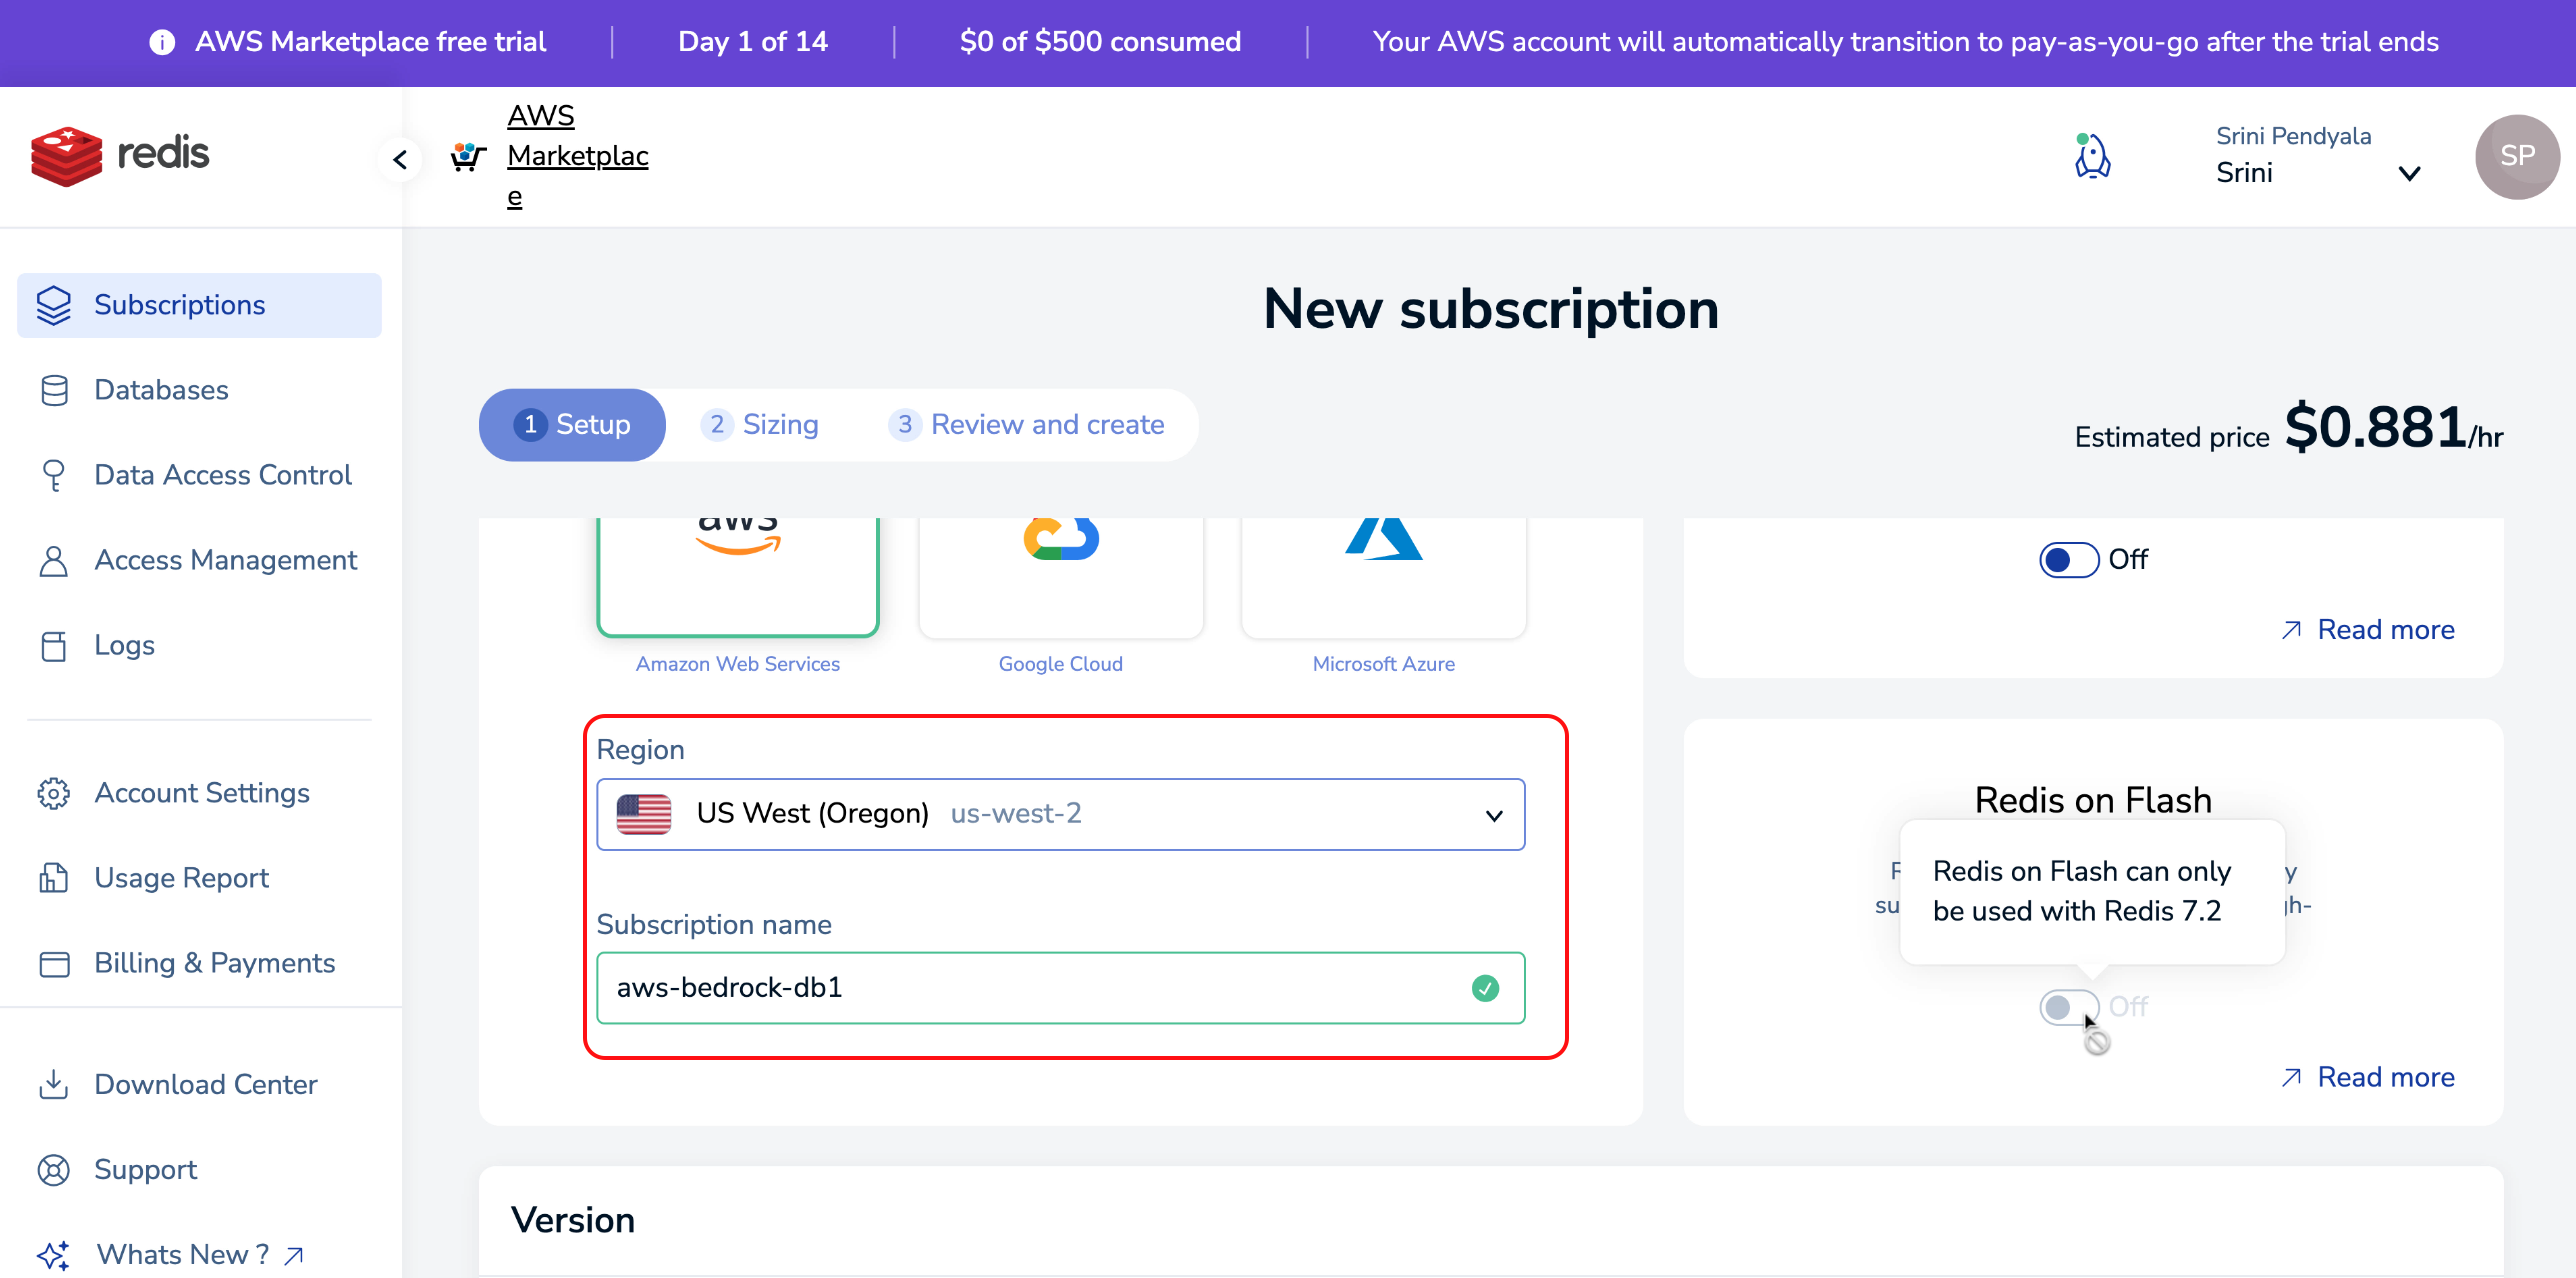 AWS Marketplace free trial
Day 1 of 14
$0 of $500 consumed
Your AWS account will automatically transition to pay-as-you-go after the trial ends
redis
AWS
Marketplac
e
Srini Pendyala
Srini
SP
Subscriptions
Databases
Data Access Control
Access Management
Logs
Account Settings
Usage Report
Billing & Payments
Download Center
Support
Whats New ?
New subscription
1 Setup
2 Sizing
3 Review and create
Estimated price $0.881/hr
aws
Amazon Web Services
Google Cloud
Microsoft Azure
Region
US West (Oregon) us-west-2
Subscription name
aws-bedrock-db1
Off
Read more
Redis on Flash
Redis on Flash can only
be used with Redis 7.2
Off
Read more
Version